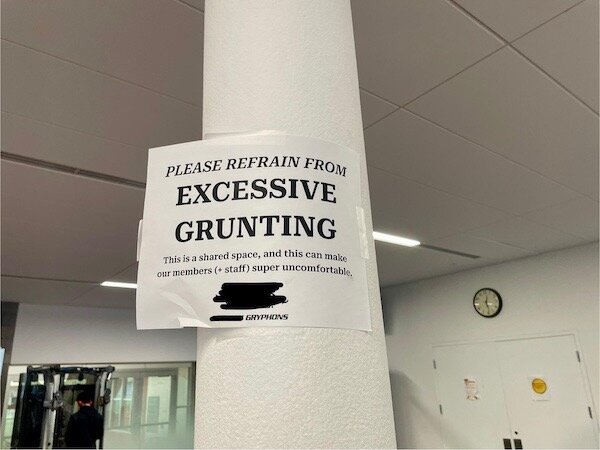 PLEASE REFRAIN FROM
EXCESSIVE
GRUNTING
This is a shared space, and this can make
our members (+ staff) super uncomfortable.
GRYPHONS